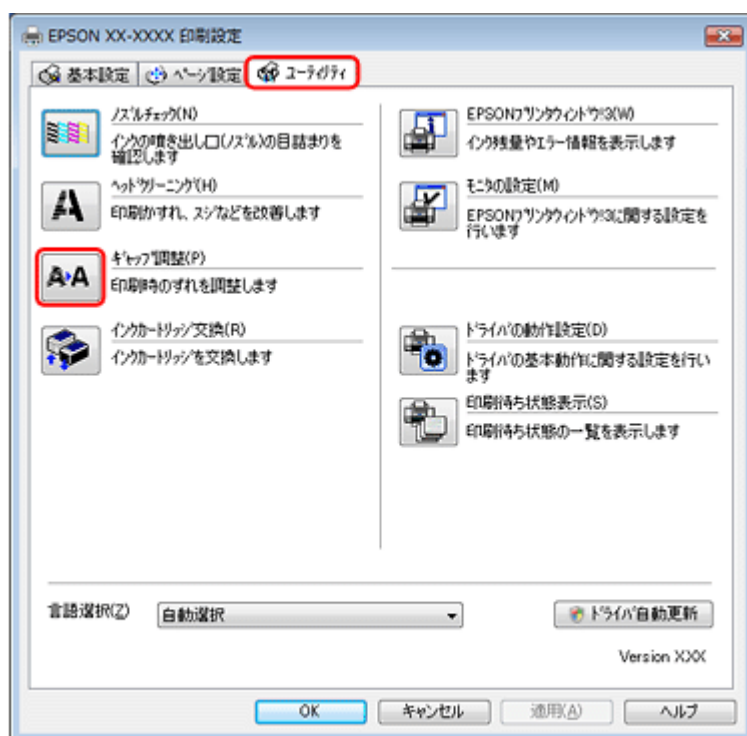 EPSON XX-XXXX 印刷設定
基本設定 ページ設定 ユーティリティ
ノズルチェック(N)
インクの噴き出し口(ノズル)の目詰まりを
確認します
ヘッドクリーニング(H)
印刷かすれ、スジなどを改善します
ギャップ調整(P)
A▸A
印刷時のずれを調整します
インクカートリッジ交換(R)
インクカートリッジを交換します
EPSONプリンタウィンドウ!3(W)
インク残量やエラー情報を表示します
モニタの設定(M)
EPSONプリンタウィンドウ!3に関する設定を
行います
ドライバの動作設定(D)
ドライバの基本動作に関する設定を行い
ます
印刷待ち状態表示(S)
印刷待ち状態の一覧を表示します
言語選択(Z) 自動選択 ドライバ自動更新
Version X.XX
OK キャンセル 適用(A) ヘルプ